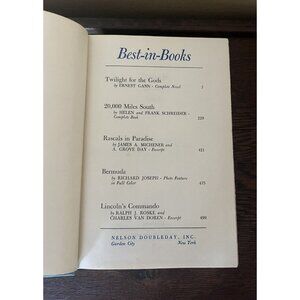 Best-in-Books
Twilight for the Gods
by ERNEST GANN - Complete Novel 1
20,000 Miles South
by HELEN and FRANK SCHREIDER -
Complete Book 229
Rascals in Paradise
by JAMES A. MICHENER and
A. GROVE DAY - Excerpt 411
Bermuda
by RICHARD JOSEPH - Photo Feature
in Full Color 475
Lincoln's Commando
by RALPH J. ROSKE and
CHARLES VAN DOREN - Excerpt 499
NELSON DOUBLEDAY, INC.
Garden City New York